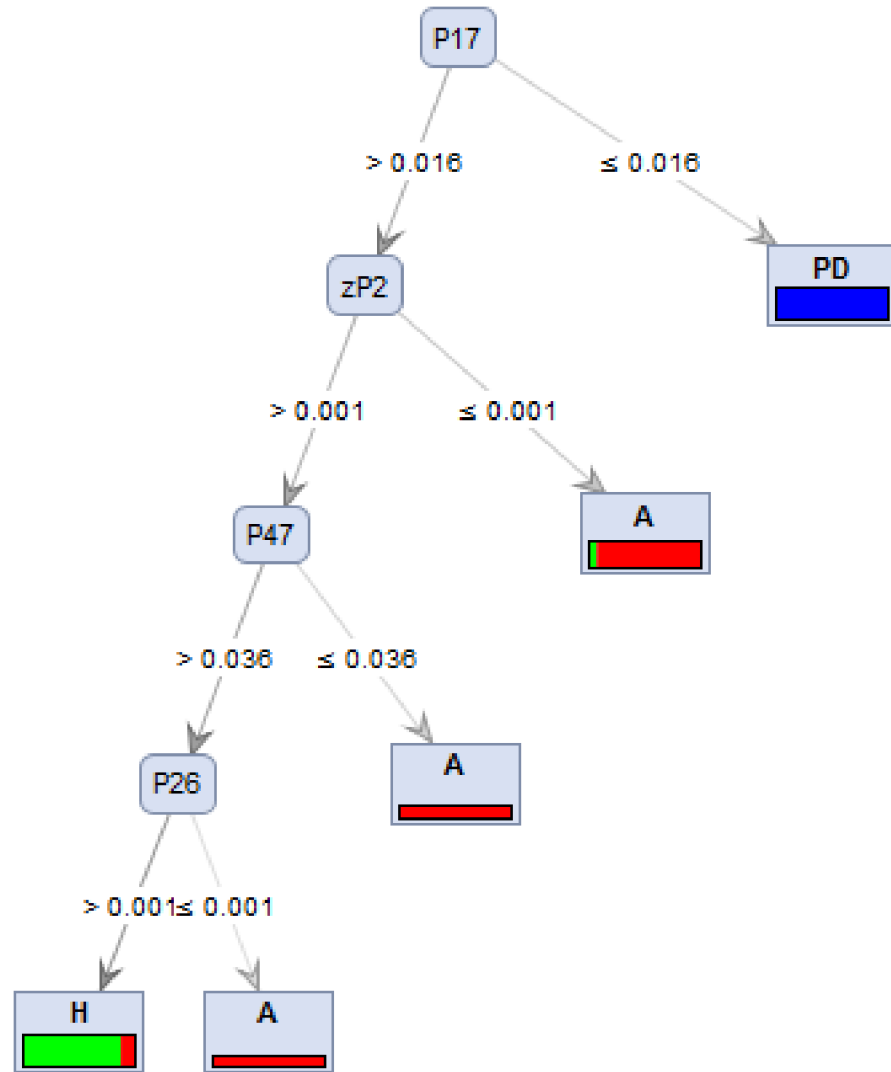 P17
> 0.016
≤ 0.016
PD
zP2
> 0.001
≤ 0.001
A
P47
> 0.036
≤ 0.036
A
P26
> 0.001
≤ 0.001
H
A